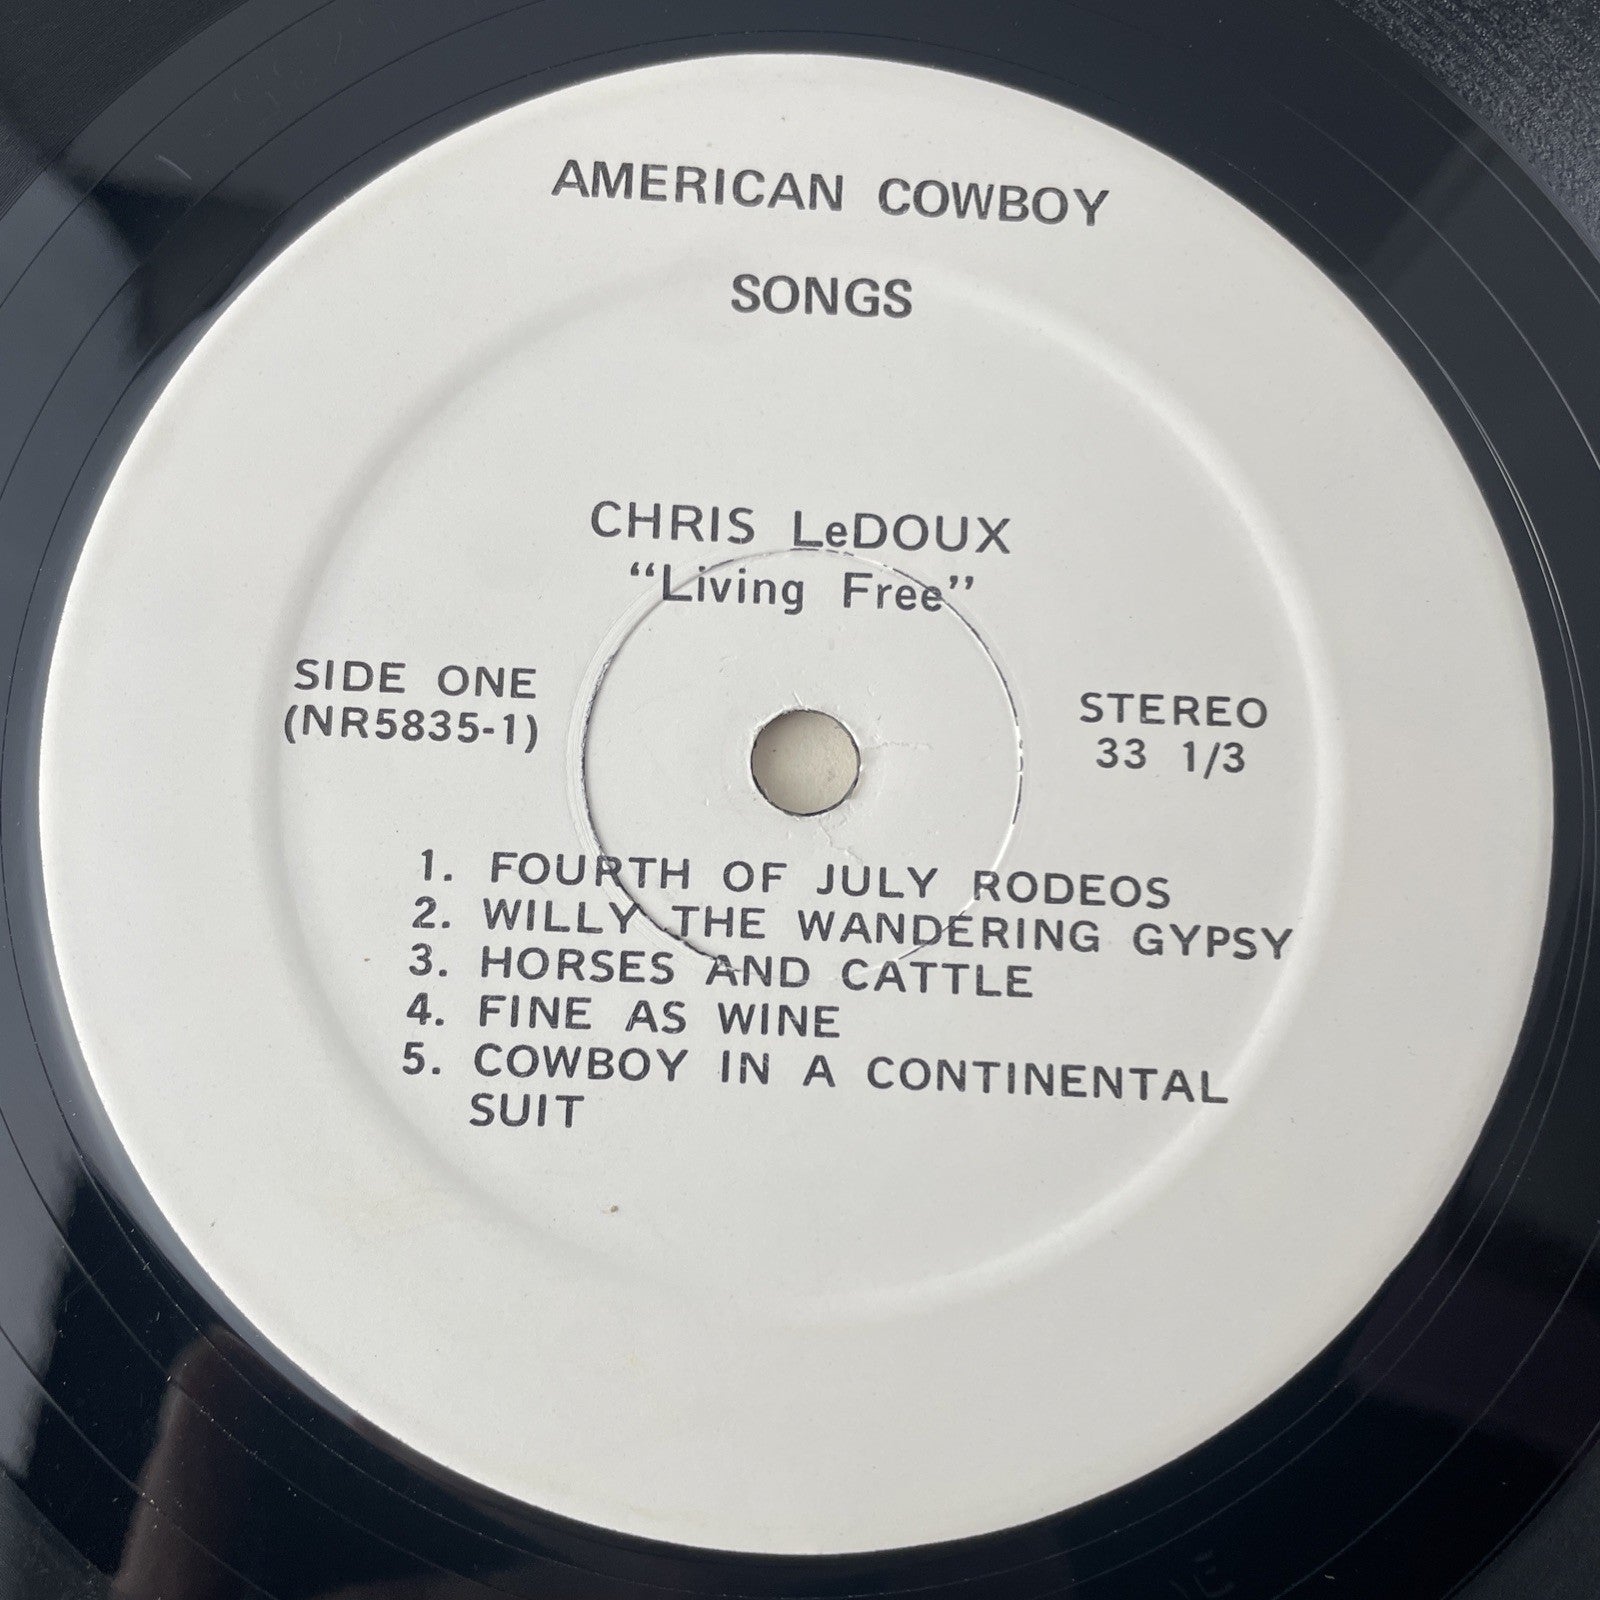 AMERICAN COWBOY
SONGS
CHRIS LeDOUX
“Living Free”
SIDE ONE
(NR5835-1)
STEREO
33 1/3
1. FOURTH OF JULY RODEOS
2. WILLY THE WANDERING GYPSY
3. HORSES AND CATTLE
4. FINE AS WINE
5. COWBOY IN A CONTINENTAL
SUIT